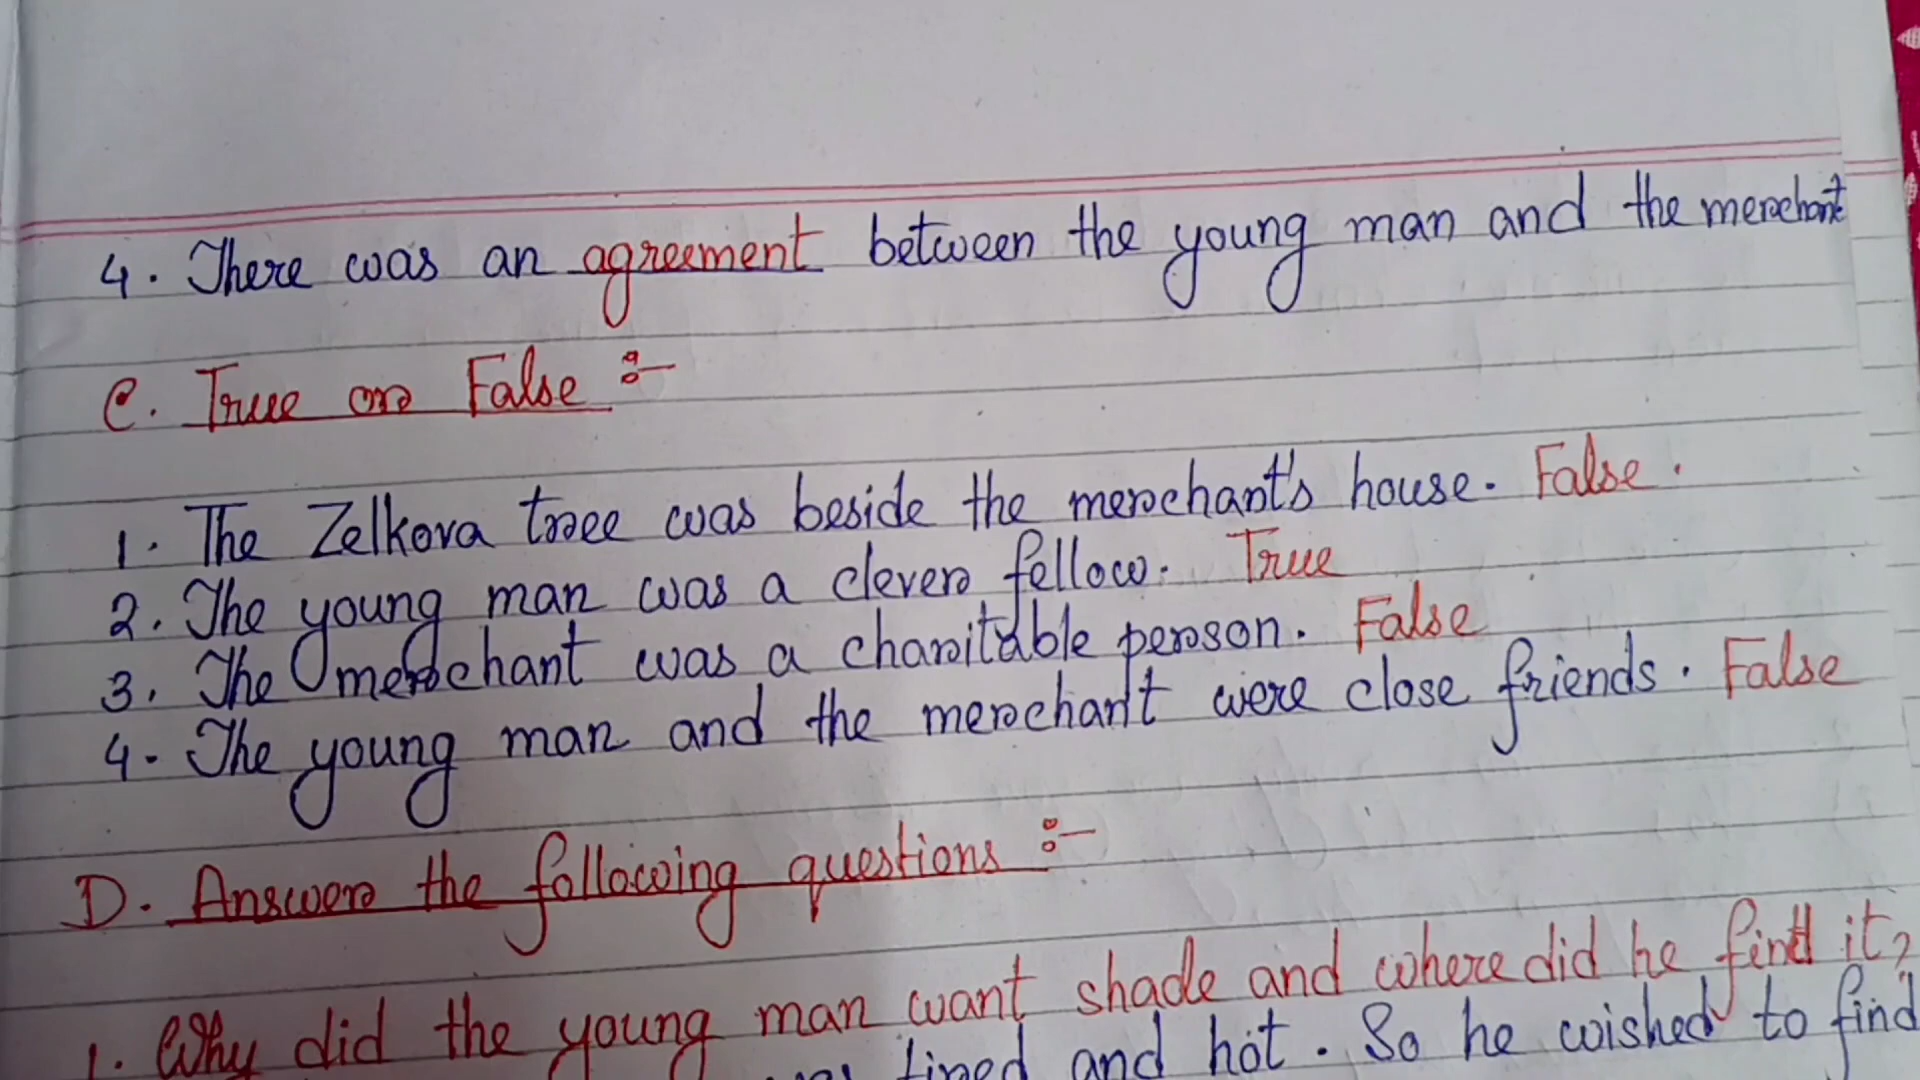 4. There was an agreement between the young man and the merchant
C. True or False :-
1. The Zelkova tree was beside the merchant's house. False.
2. The young man was a clever fellow. True
3. The merchant was a charitable person. False
4. The young man and the merchant were close friends. False
D. Answer the following questions :-
1. Why did the young man want shade and where did he find it?
tired and hot. So he wished to find